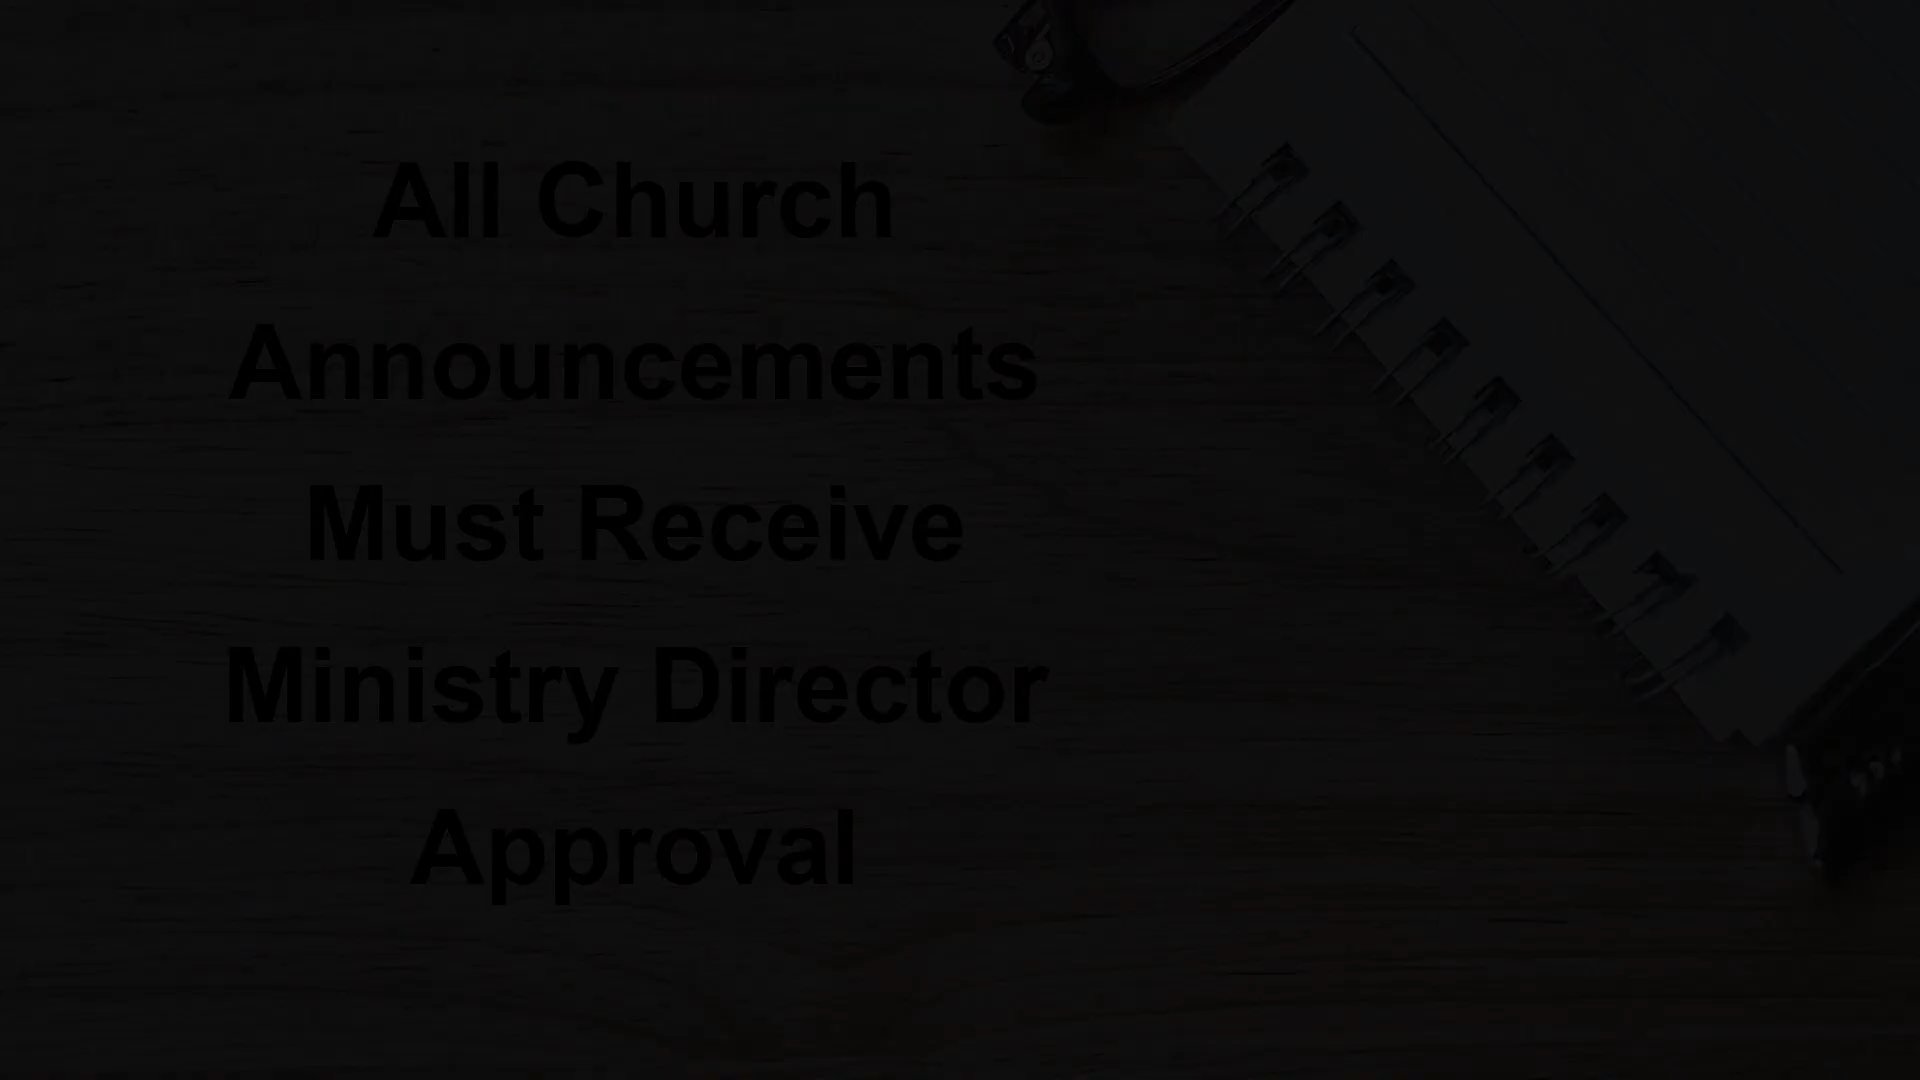 All Church
Announcements
Must Receive
Ministry Director
Approval